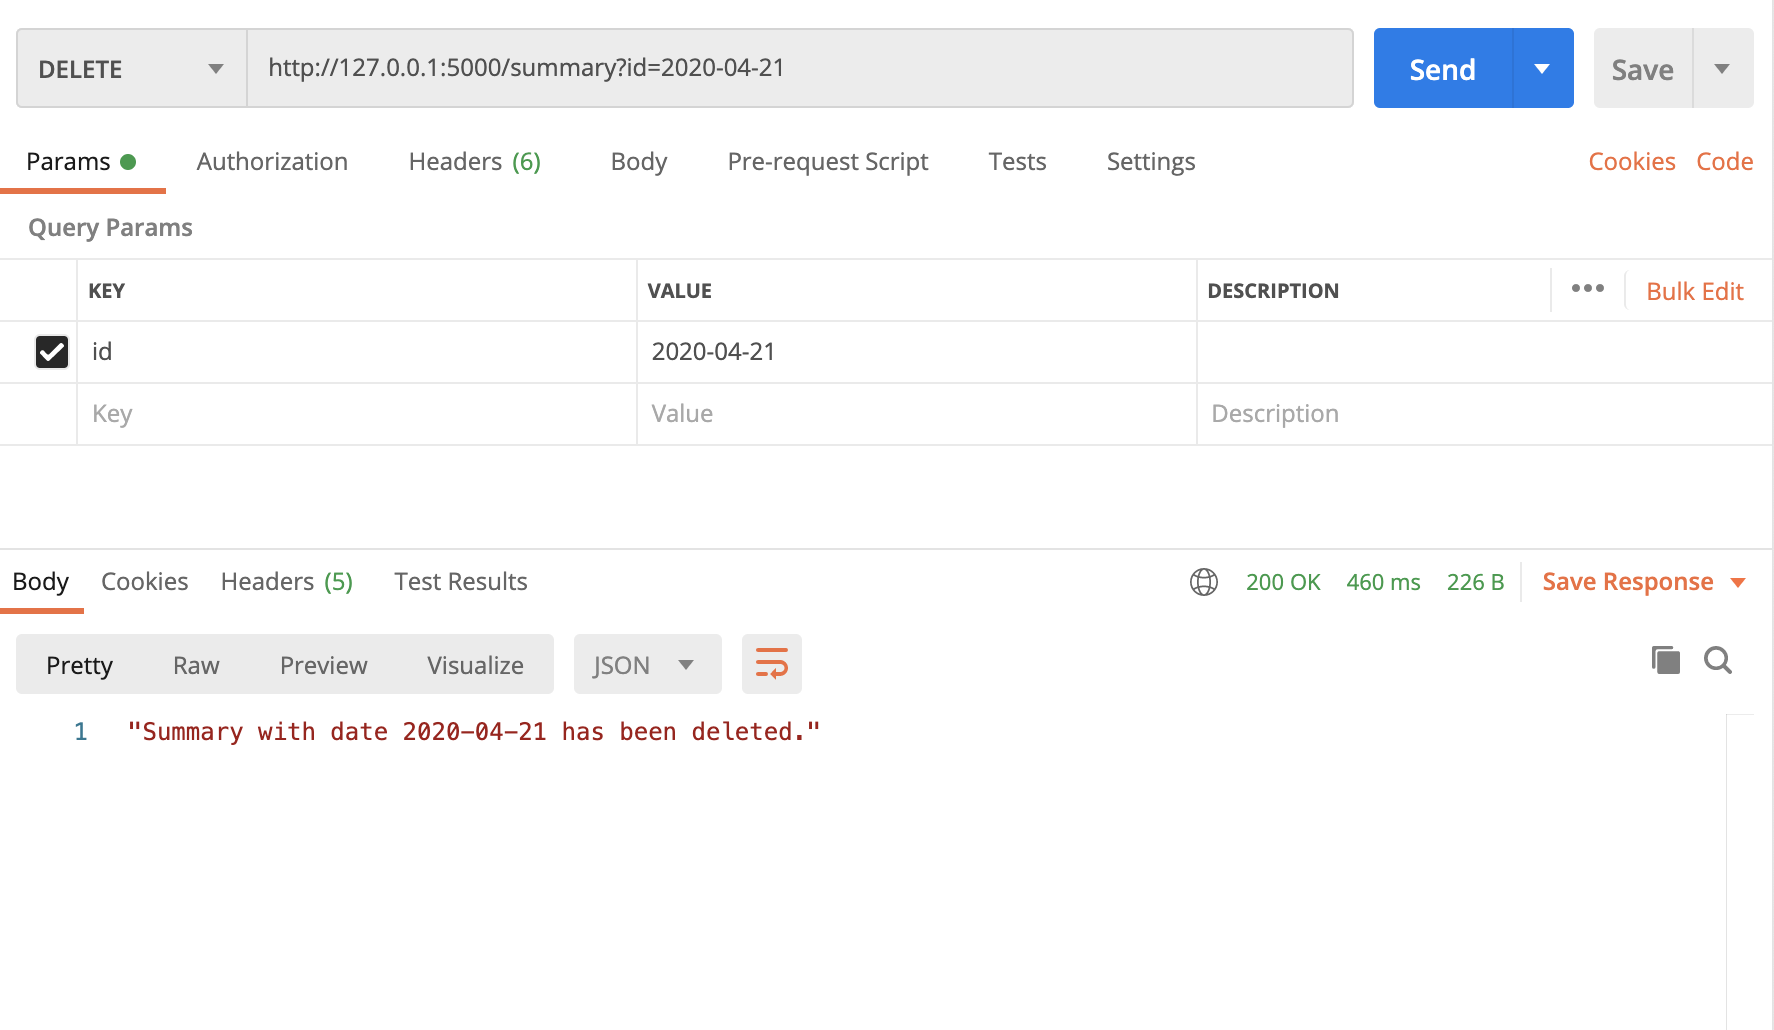 DELETE http://127.0.0.1:5000/summary?id=2020-04-21 Send Save
Params Authorization Headers (6) Body Pre-request Script Tests Settings Cookies Code
Query Params
KEY VALUE DESCRIPTION ••• Bulk Edit
id 2020-04-21
Key Value Description
Body Cookies Headers (5) Test Results 200 OK 460 ms 226 B Save Response
Pretty Raw Preview Visualize JSON
1 "Summary with date 2020-04-21 has been deleted."